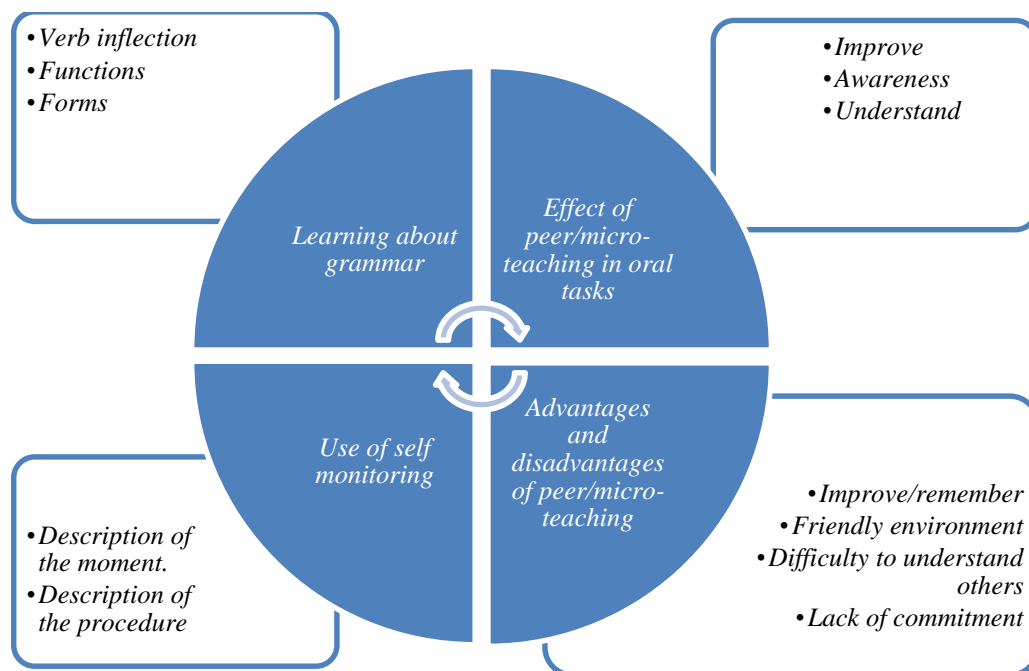 •Verb inflection
•Functions
•Forms
•Improve
•Awareness
•Understand
Learning about
grammar
Effect of
peer/micro-
teaching in oral
tasks
Use of self
monitoring
Advantages
and
disadvantages
of peer/micro-
teaching
•Description of
the moment.
•Description of
the procedure
•Improve/remember
•Friendly environment
•Difficulty to understand
others
•Lack of commitment